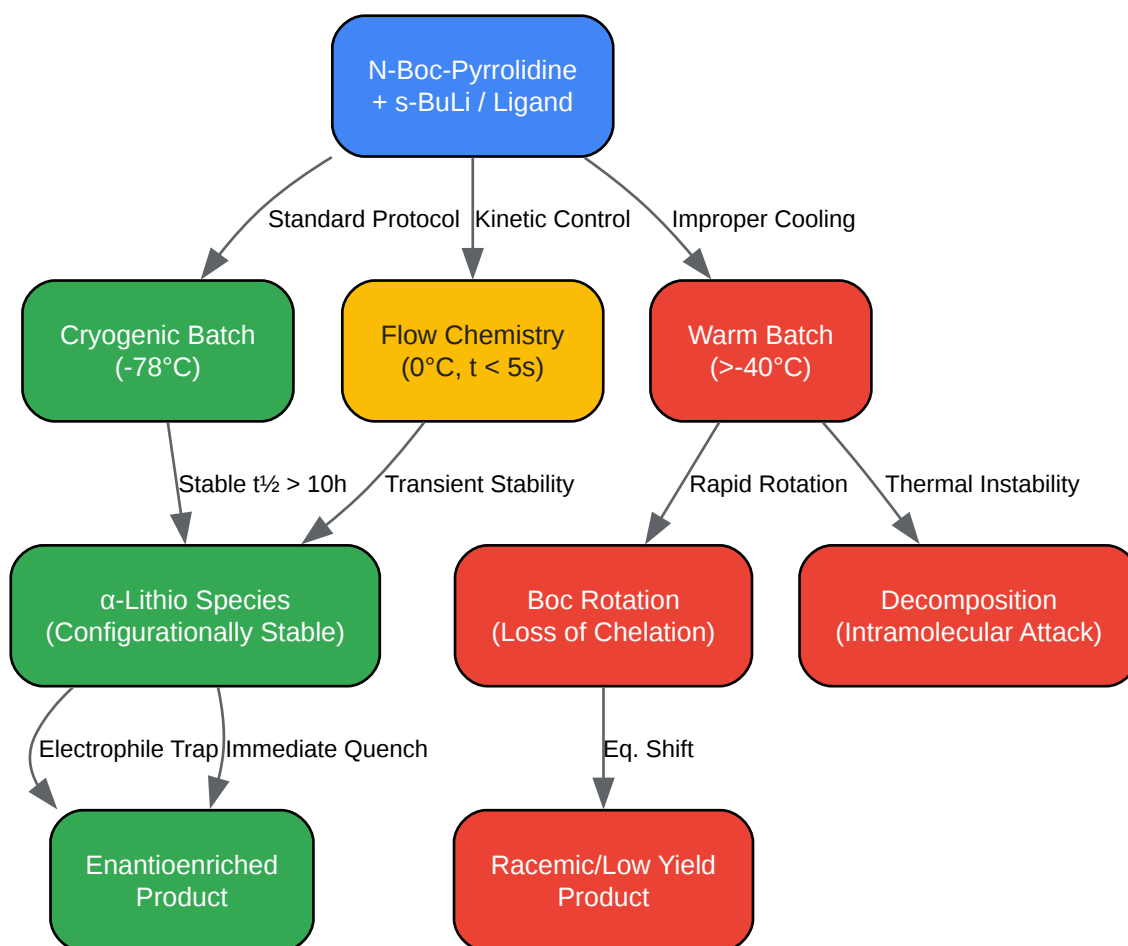 N-Boc-Pyrrolidine
+ s-BuLi / Ligand
Standard Protocol
Kinetic Control
Improper Cooling
Cryogenic Batch
(-78°C)
Flow Chemistry
(0°C, t < 5s)
Warm Batch
(>-40°C)
Stable t½ > 10h
Transient Stability
Rapid Rotation
Thermal Instability
α-Lithio Species
(Configurationally Stable)
Boc Rotation
(Loss of Chelation)
Decomposition
(Intramolecular Attack)
Electrophile Trap
Immediate Quench
Eq. Shift
Enantioenriched
Product
Racemic/Low Yield
Product